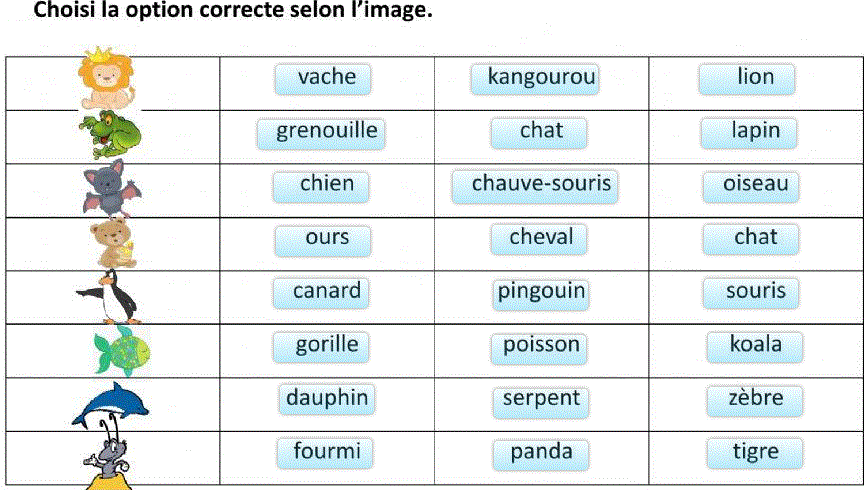 Choisi la option correcte selon l’image.
vache kangourou lion
grenouille chat lapin
chien chauve-souris oiseau
ours cheval chat
canard pingouin souris
gorille poisson koala
dauphin serpent zèbre
fourmi panda tigre